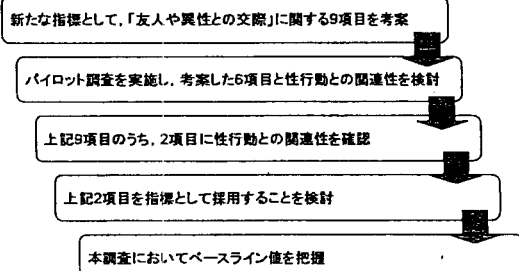 新たな指標として，「友人や異性との交際」に関する9項目を考案
パイロット調査を実施し，考案した6項目と性行動との関連性を検討
上記9項目のうち，2項目に性行動との関連性を確認
上記2項目を指標として採用することを検討
本調査においてベースライン値を把握